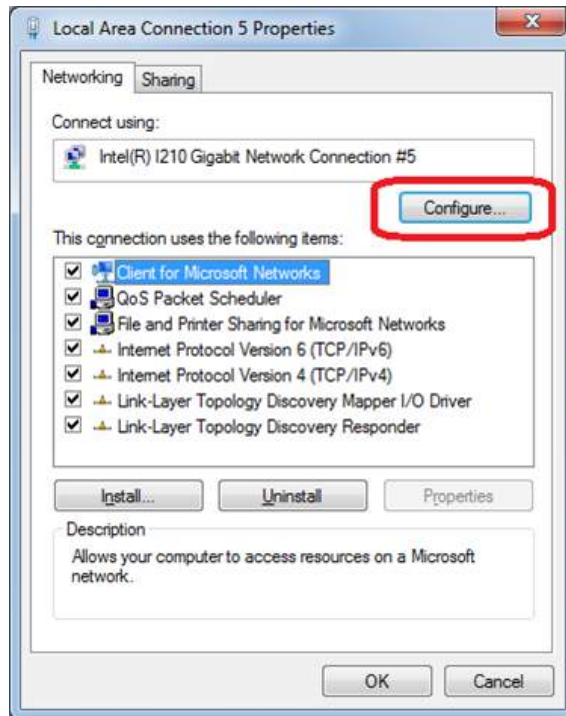 Local Area Connection 5 Properties
Networking Sharing
Connect using:
Intel(R) I210 Gigabit Network Connection #5
Configure...
This connection uses the following items:
Client for Microsoft Networks
QoS Packet Scheduler
File and Printer Sharing for Microsoft Networks
Internet Protocol Version 6 (TCP/IPv6)
Internet Protocol Version 4 (TCP/IPv4)
Link-Layer Topology Discovery Mapper I/O Driver
Link-Layer Topology Discovery Responder
Install... Uninstall Properties
Description
Allows your computer to access resources on a Microsoft
network.
OK Cancel